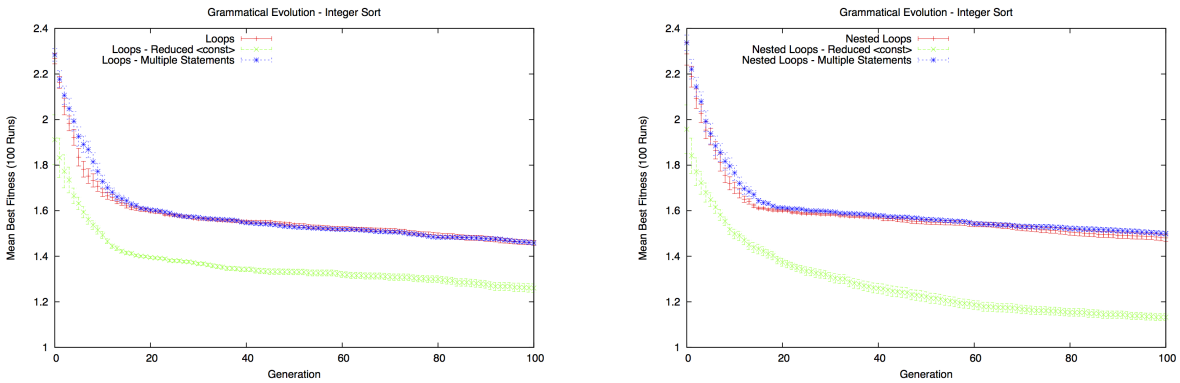 Grammatical Evolution - Integer Sort
2.4
2.2
2
1.8
1.6
1.4
1.2
1
Mean Best Fitness (100 Runs)
Loops
Loops - Reduced <const>
Loops - Multiple Statements
0
20
40
60
80
100
Generation
Grammatical Evolution - Integer Sort
2.4
2.2
2
1.8
1.6
1.4
1.2
1
Mean Best Fitness (100 Runs)
Nested Loops
Nested Loops - Reduced <const>
Nested Loops - Multiple Statements
0
20
40
60
80
100
Generation